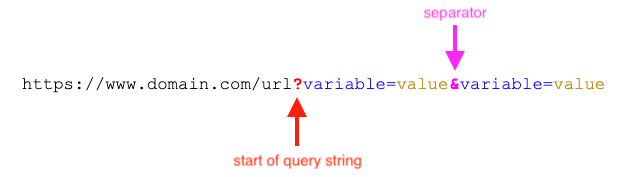 separator
https://www.domain.com/url?variable=value&variable=value
start of query string